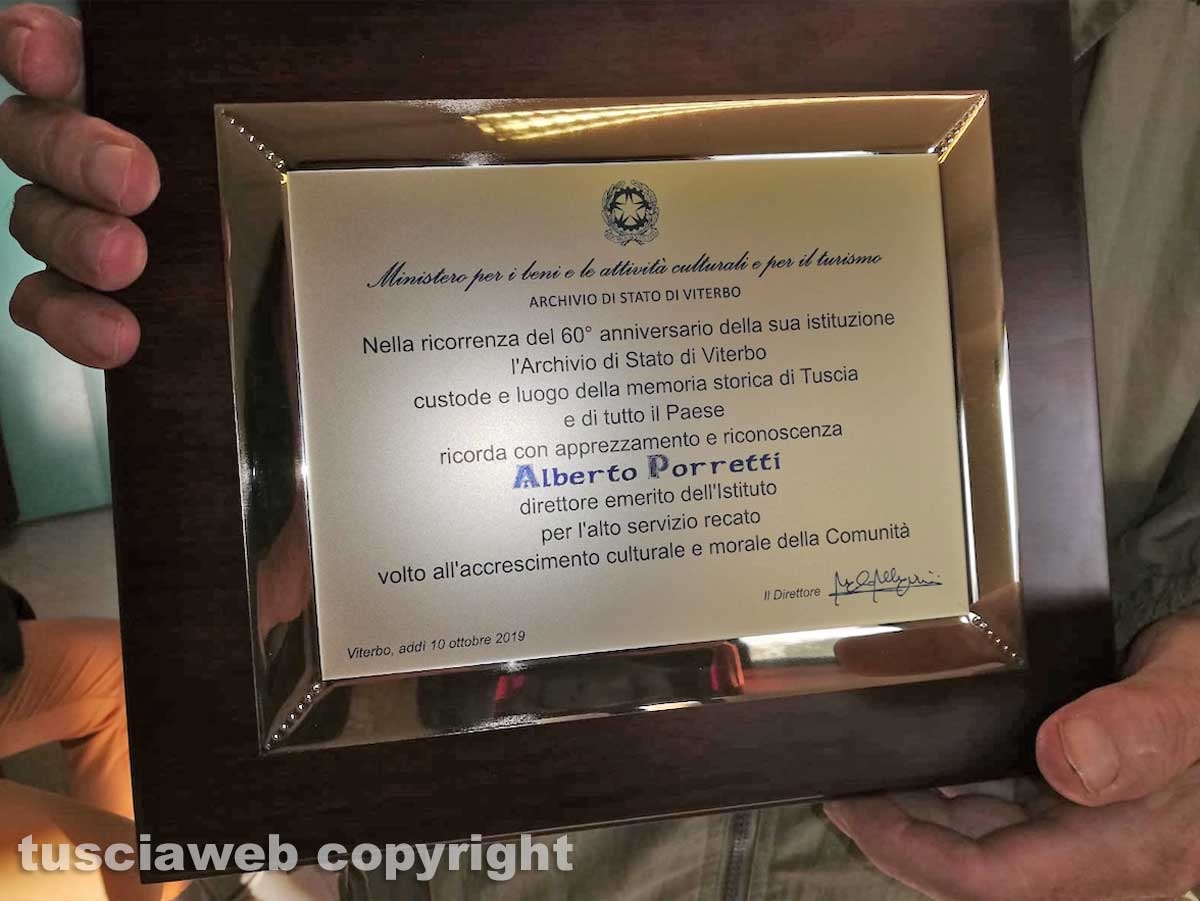 Ministero per i beni e le attività culturali e per il turismo
ARCHIVIO DI STATO DI VITERBO
Nella ricorrenza del 60° anniversario della sua istituzione
l'Archivio di Stato di Viterbo
custode e luogo della memoria storica di Tuscia
e di tutto il Paese
ricorda con apprezzamento e riconoscenza
Alberto Porretti
direttore emerito dell'Istituto
per l'alto servizio recato
volto all'accrescimento culturale e morale della Comunità
Il Direttore
Viterbo, addì 10 ottobre 2019
tusciaweb copyright